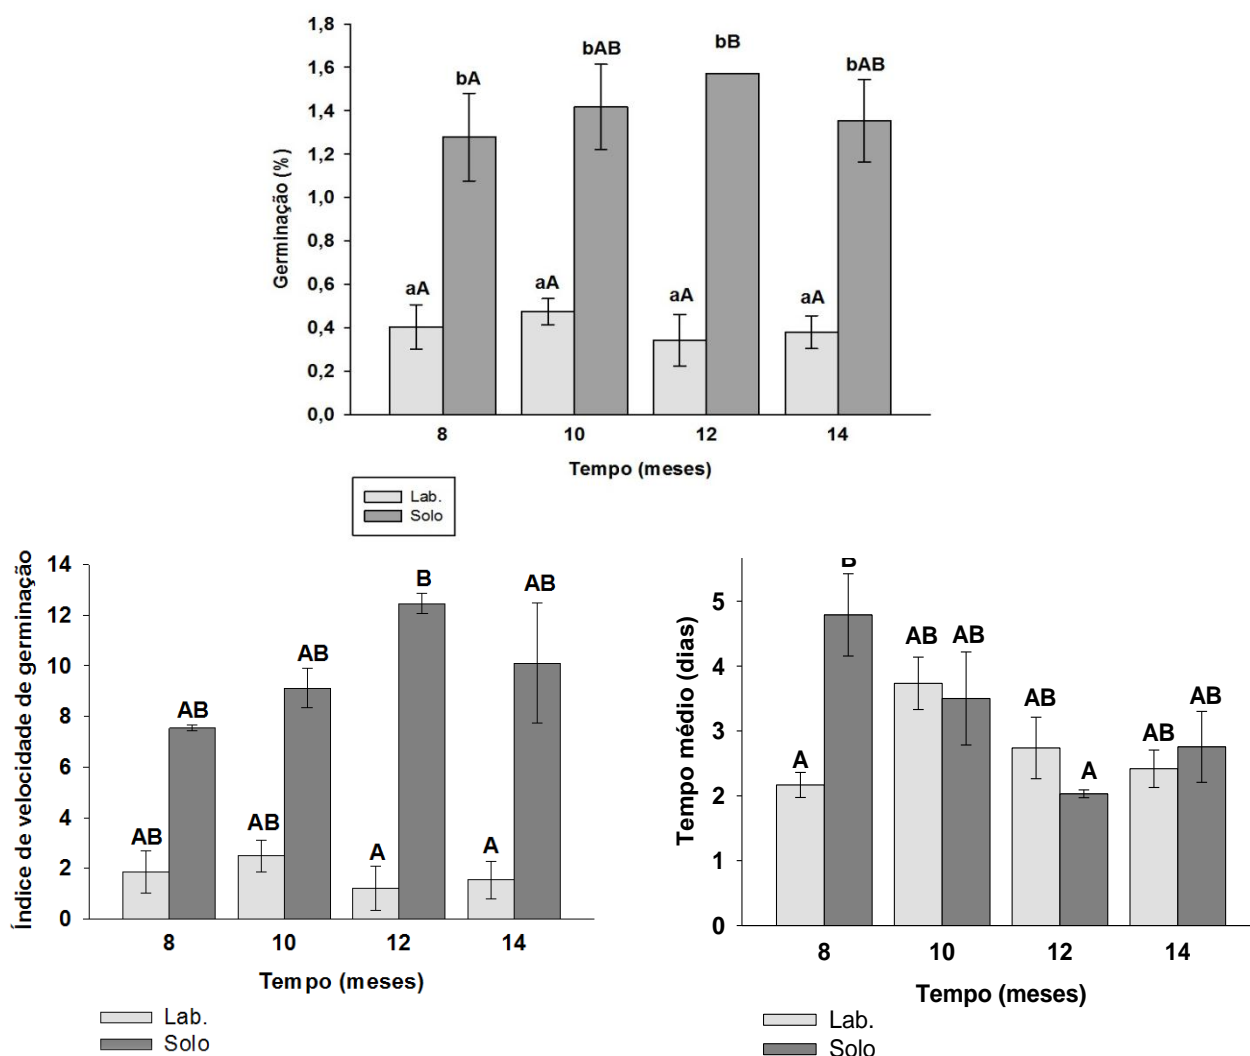 1,8
1,6
1,4
1,2
1,0
0,8
0,6
0,4
0,2
0,0
Germinação (%)
aA bA aA bAB aA bB aA bAB
8 10 12 14
Tempo (meses)
Lab.
Solo
14
12
10
8
6
4
2
0
Índice de velocidade de germinação
AB AB AB AB A B A AB
8 10 12 14
Tempo (meses)
Lab.
Solo
5
4
3
2
1
0
Tempo médio (dias)
A B AB AB AB A AB AB
8 10 12 14
Tempo (meses)
Lab.
Solo